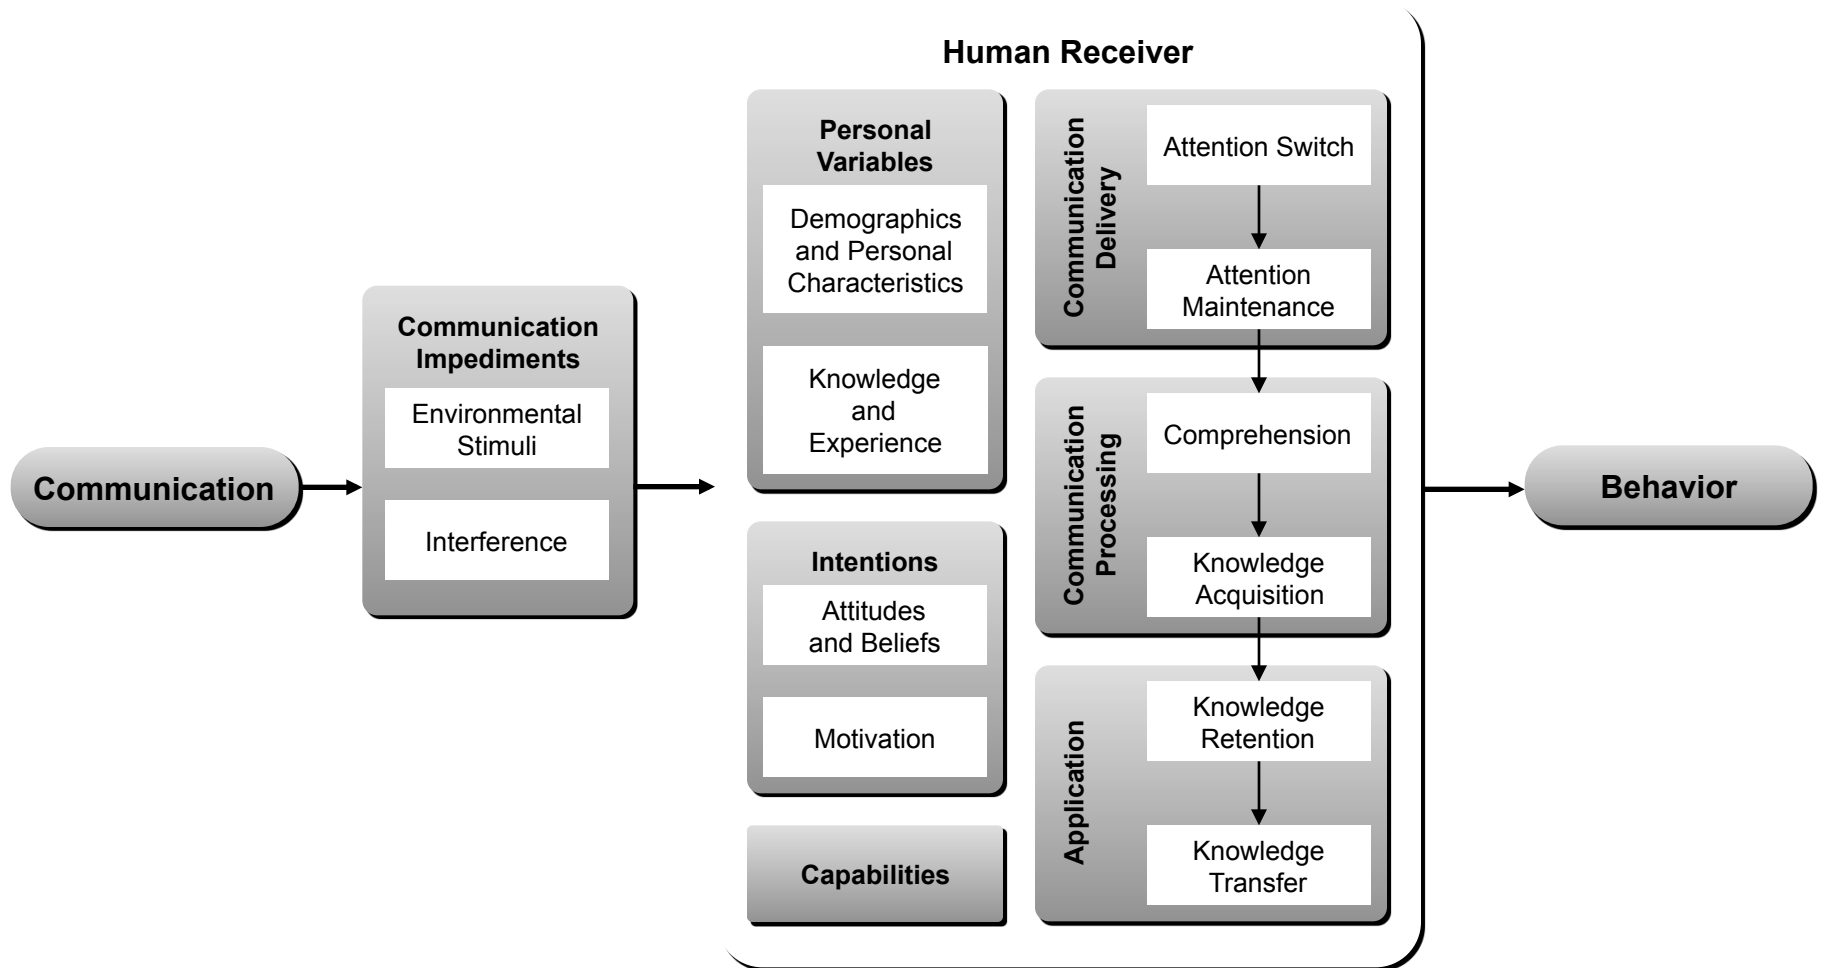 Human Receiver
Communication
Communication
Impediments
Environmental
Stimuli
Interference
Personal
Variables
Demographics
and Personal
Characteristics
Knowledge
and
Experience
Intentions
Attitudes
and Beliefs
Motivation
Capabilities
Communication
Delivery
Attention Switch
Attention
Maintenance
Communication
Processing
Comprehension
Knowledge
Acquisition
Application
Knowledge
Retention
Knowledge
Transfer
Behavior